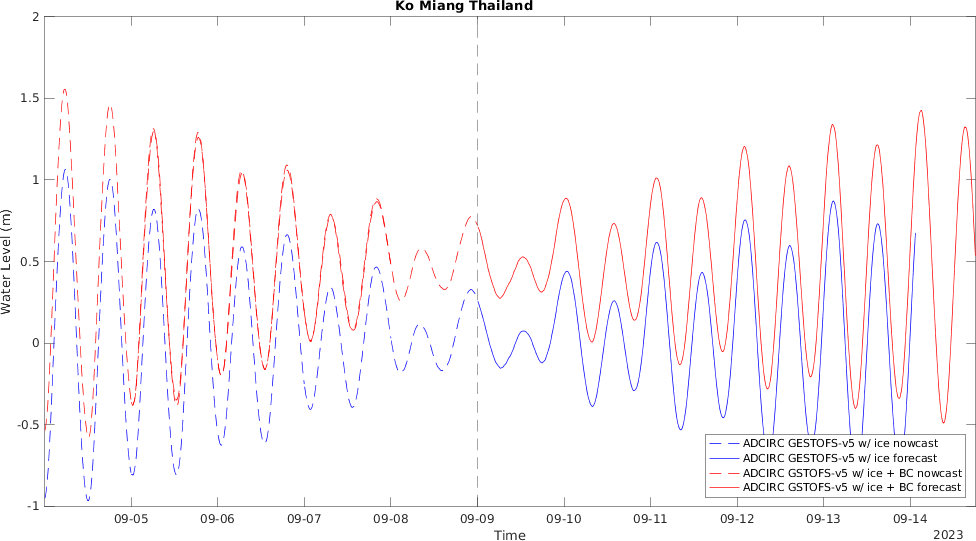 Ko Miang Thailand
Water Level (m)
2
1.5
1
0.5
0
-0.5
-1
ADCIRC GESTOFS-v5 w/ ice nowcast
ADCIRC GESTOFS-v5 w/ ice forecast
ADCIRC GSTOFS-v5 w/ ice + BC nowcast
ADCIRC GSTOFS-v5 w/ ice + BC forecast
09-05 09-06 09-07 09-08 09-09 09-10 09-11 09-12 09-13 09-14
Time
2023